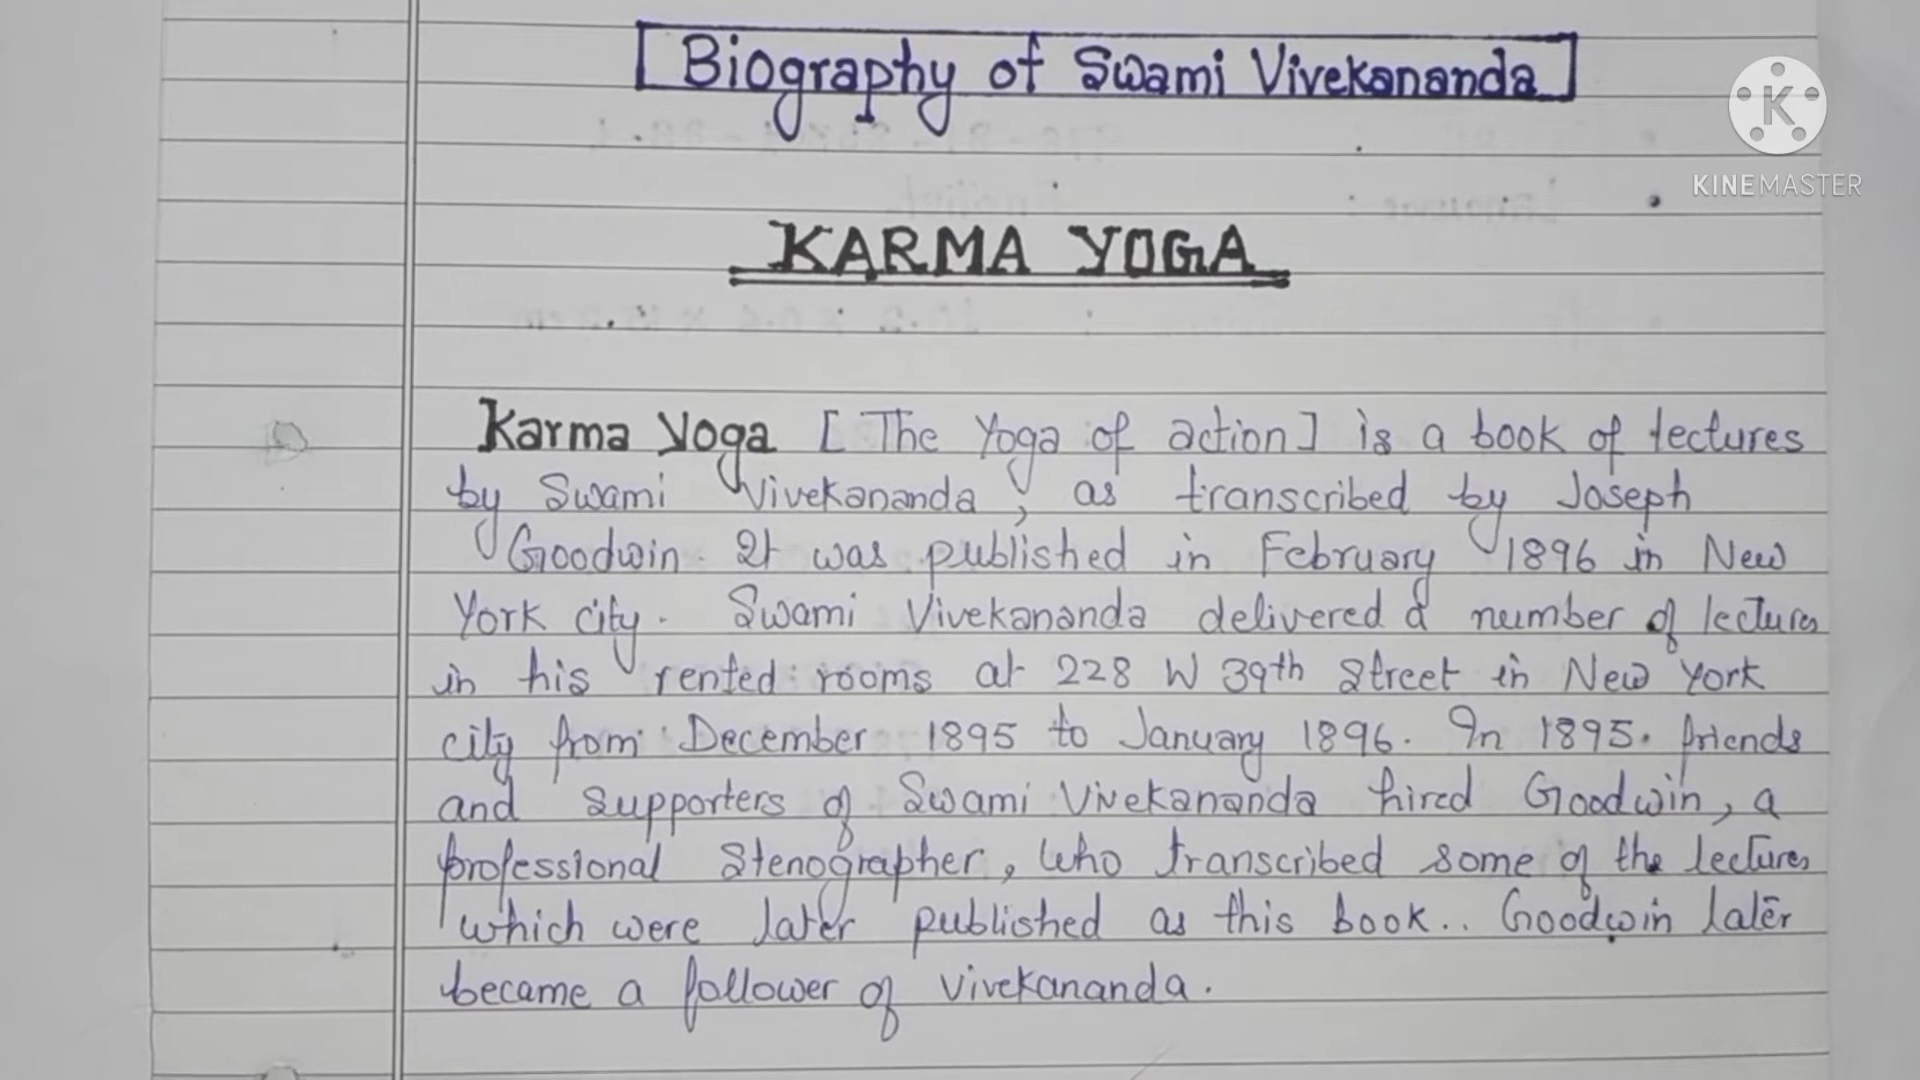 [Biography of Swami Vivekananda]
K
KINEMASTER
KARMA YOGA
Karma Yoga [The Yoga of action] is a book of lectures
by Swami Vivekananda, as transcribed by Joseph
Goodwin. It was published in February 1896 in New
York city. Swami Vivekananda delivered a number of lectures
in his rented rooms at 228 W 39th Street in New York
city from December 1895 to January 1896. In 1895. friends
and supporters of Swami Vivekananda hired Goodwin, a
professional Stenographer, who transcribed some of the lectures
which were later published as this book.. Goodwin later
became a follower of Vivekananda.